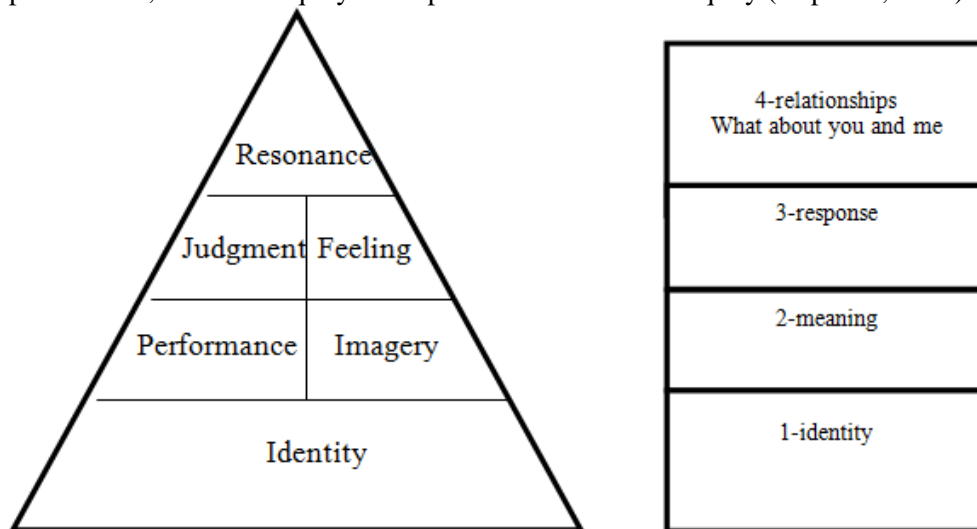 Resonance
Judgment Feeling
Performance Imagery
Identity
4-relationships
What about you and me
3-response
2-meaning
1-identity